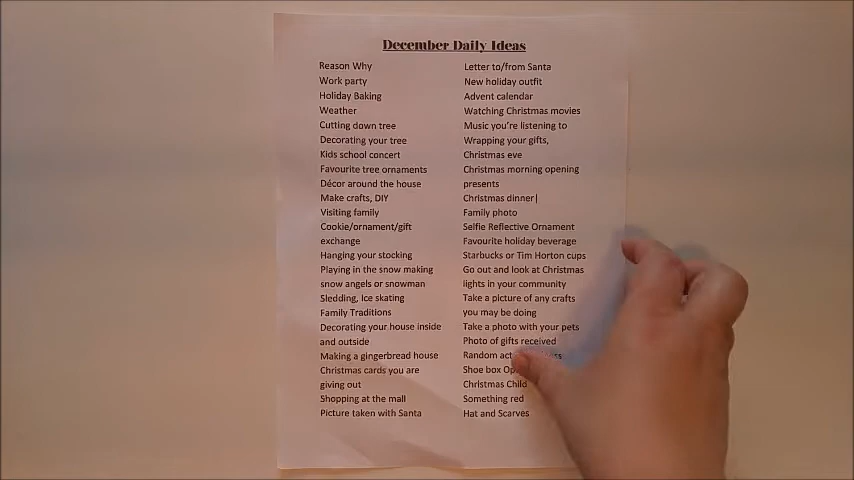 December Daily Ideas
Reason Why
Work party
Holiday Baking
Weather
Cutting down tree
Decorating your tree
Kids school concert
Favourite tree ornaments
Décor around the house
Make crafts, DIY
Visiting family
Cookie/ornament/gift
exchange
Hanging your stocking
Playing in the snow making
snow angels or snowman
Sledding, Ice skating
Family Traditions
Decorating your house inside
and outside
Making a gingerbread house
Christmas cards you are
giving out
Shopping at the mall
Picture taken with Santa
Letter to/from Santa
New holiday outfit
Advent calendar
Watching Christmas movies
Music you're listening to
Wrapping your gifts,
Christmas eve
Christmas morning opening
presents
Christmas dinner|
Family photo
Selfie Reflective Ornament
Favourite holiday beverage
Starbucks or Tim Horton cups
Go out and look at Christmas
lights in your community
Take a picture of any crafts
you may be doing
Take a photo with your pets
Photo of gifts received
Random
Shoe box
Christmas Child
Something red
Hat and Scarves